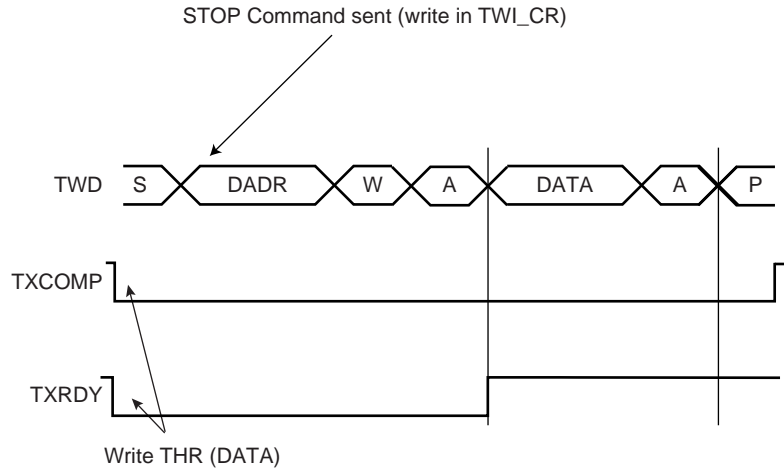 STOP Command sent (write in TWI_CR)
TWD S DADR W A DATA A P
TXCOMP
TXRDY
Write THR (DATA)